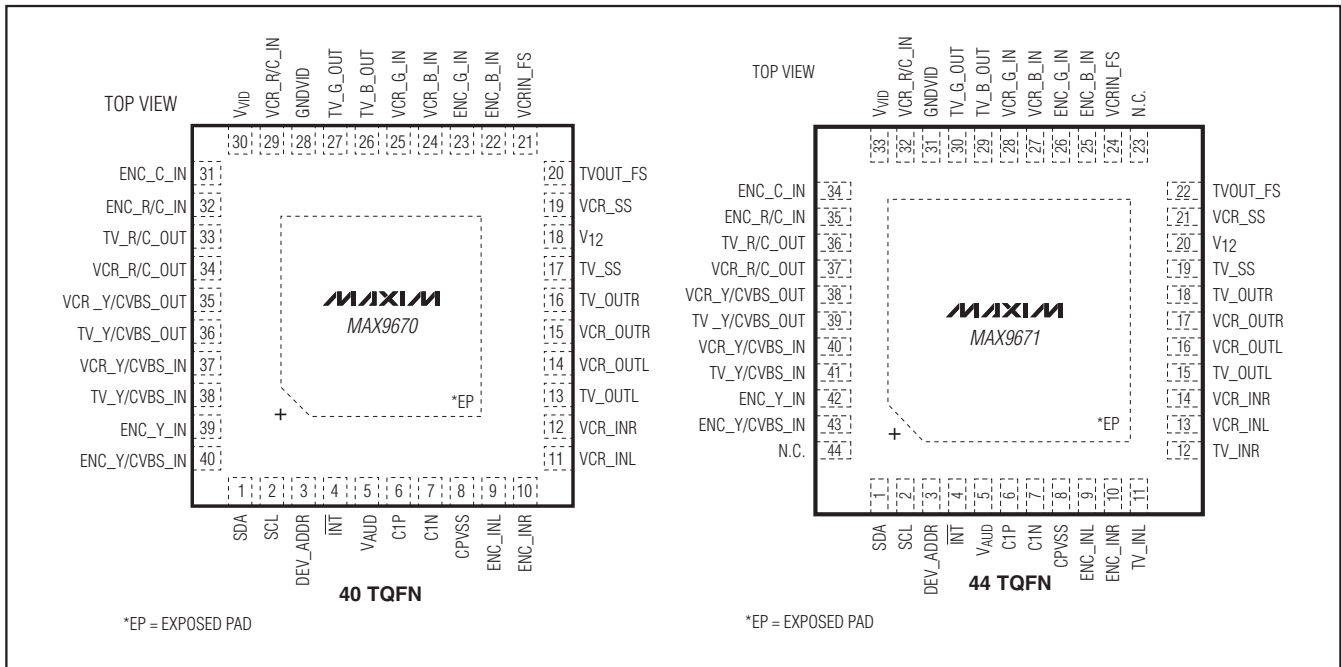 TOP VIEW
VVID
VCR_R/C_IN
GNDVID
TV_G_OUT
TV_B_OUT
VCR_G_IN
VCR_B_IN
ENC_G_IN
ENC_B_IN
VCRIN_FS
30 29 28 27 26 25 24 23 22 21
ENC_C_IN 31
ENC_R/C_IN 32
TV_R/C_OUT 33
VCR_R/C_OUT 34
VCR _Y/CVBS_OUT 35
TV_Y/CVBS_OUT 36
VCR_Y/CVBS_IN 37
TV_Y/CVBS_IN 38
ENC_Y_IN 39
ENC_Y/CVBS_IN 40
20 TVOUT_FS
19 VCR_SS
18 V12
17 TV_SS
16 TV_OUTR
15 VCR_OUTR
14 VCR_OUTL
13 TV_OUTL
12 VCR_INR
11 VCR_INL
MAXIM
MAX9670
*EP
+
1 2 3 4 5 6 7 8 9 10
SDA
SCL
DEV_ADDR
INT
VAUD
C1P
C1N
CPVSS
ENC_INL
ENC_INR
40 TQFN
*EP = EXPOSED PAD
TOP VIEW
VVID
VCR_R/C_IN
GNDVID
TV_G_OUT
TV_B_OUT
VCR_G_IN
VCR_B_IN
ENC_G_IN
ENC_B_IN
VCRIN_FS
N.C.
33 32 31 30 29 28 27 26 25 24 23
ENC_C_IN 34
ENC_R/C_IN 35
TV_R/C_OUT 36
VCR_R/C_OUT 37
VCR_Y/CVBS_OUT 38
TV _Y/CVBS_OUT 39
VCR_Y/CVBS_IN 40
TV_Y/CVBS_IN 41
ENC_Y_IN 42
ENC_Y/CVBS_IN 43
N.C. 44
22 TVOUT_FS
21 VCR_SS
20 V12
19 TV_SS
18 TV_OUTR
17 VCR_OUTR
16 VCR_OUTL
15 TV_OUTL
14 VCR_INR
13 VCR_INL
12 TV_INR
MAXIM
MAX9671
*EP
+
1 2 3 4 5 6 7 8 9 10 11
SDA
SCL
DEV_ADDR
INT
VAUD
C1P
C1N
CPVSS
ENC_INL
ENC_INR
TV_INL
44 TQFN
*EP = EXPOSED PAD